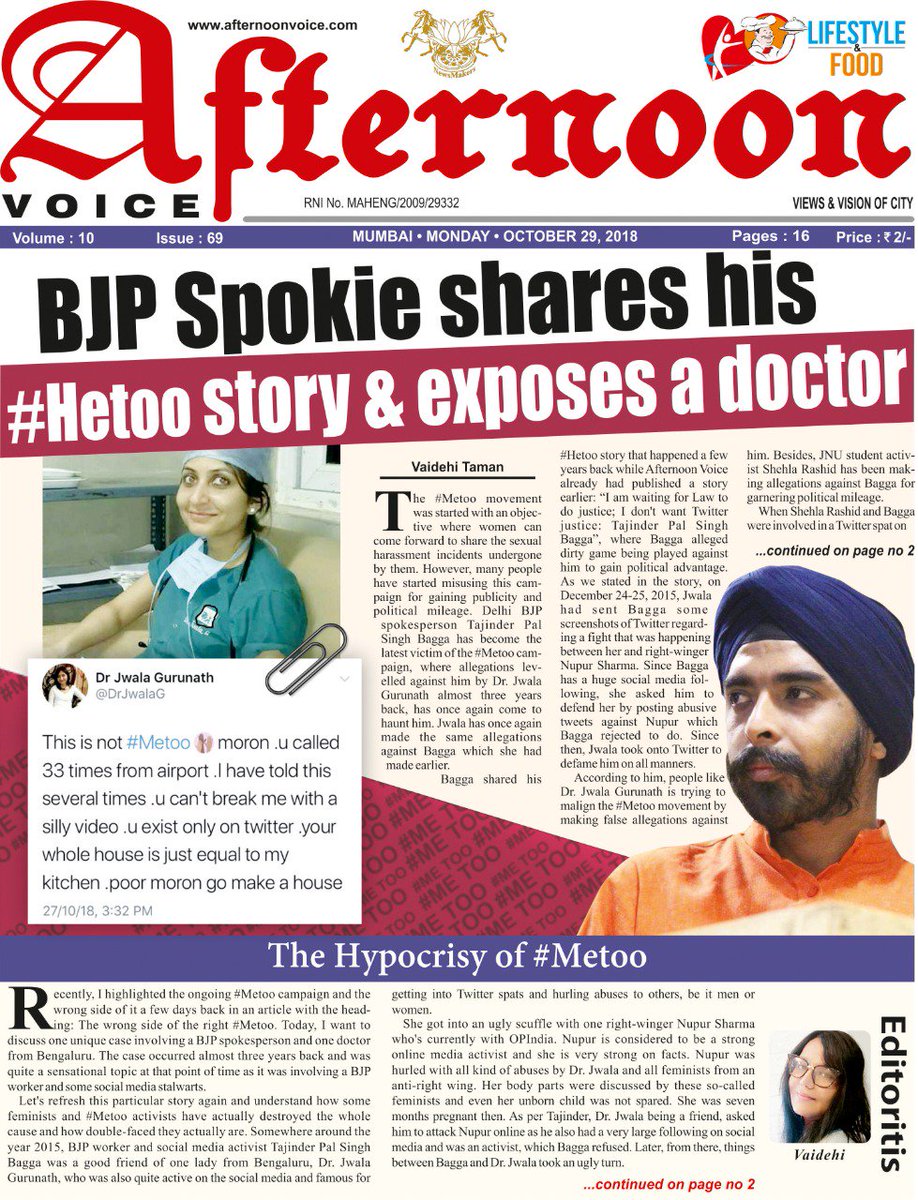 www.afternoonvoice.com
NewsMakers
LIFESTYLE
&
FOOD
Afternoon
VOICE
RNI No. MAHENG/2009/29332
VIEWS & VISION OF CITY
Volume : 10 Issue : 69 MUMBAI • MONDAY • OCTOBER 29, 2018 Pages : 16 Price : ₹ 2/-
BJP Spokie shares his
#Hetoo story & exposes a doctor
Dr Jwala Gurunath
@DrJwalaG
This is not #Metoo moron .u called
33 times from airport .I have told this
several times .u can't break me with a
silly video .u exist only on twitter .your
whole house is just equal to my
kitchen .poor moron go make a house
27/10/18, 3:32 PM
Vaidehi Taman
The #Metoo movement
was started with an objec-
tive where women can
come forward to share the sexual
harassment incidents undergone
by them. However, many people
have started misusing this cam-
paign for gaining publicity and
political mileage. Delhi BJP
spokesperson Tajinder Pal
Singh Bagga has become the
latest victim of the #Metoo cam-
paign, where allegations lev-
elled against him by Dr. Jwala
Gurunath almost three years
back, has once again come to
haunt him. Jwala has once again
made the same allegations
against Bagga which she had
made earlier.
Bagga shared his
#Hetoo story that happened a few
years back while Afternoon Voice
already had published a story
earlier: “I am waiting for Law to
do justice; I don't want Twitter
justice: Tajinder Pal Singh
Bagga”, where Bagga alleged
dirty game being played against
him to gain political advantage.
As we stated in the story, on
December 24-25, 2015, Jwala
had sent Bagga some
screenshots of Twitter regard-
ing a fight that was happening
between her and right-winger
Nupur Sharma. Since Bagga
has a huge social media fol-
lowing, she asked him to
defend her by posting abusive
tweets against Nupur which
Bagga rejected to do. Since
then, Jwala took onto Twitter to
defame him on all manners.
According to him, people like
Dr. Jwala Gurunath is trying to
malign the #Metoo movement by
making false allegations against
him. Besides, JNU student activ-
ist Shehla Rashid has been mak-
ing allegations against Bagga for
garnering political mileage.
When Shehla Rashid and Bagga
were involved in a Twitter spat on
...continued on page no 2
#ME TOO #ME TOO #ME TOO
The Hypocrisy of #Metoo
Recently, I highlighted the ongoing #Metoo campaign and the
wrong side of it a few days back in an article with the head-
ing: The wrong side of the right #Metoo. Today, I want to
discuss one unique case involving a BJP spokesperson and one doctor
from Bengaluru. The case occurred almost three years back and was
quite a sensational topic at that point of time as it was involving a BJP
worker and some social media stalwarts.
Let's refresh this particular story again and understand how some
feminists and #Metoo activists have actually destroyed the whole
cause and how double-faced they actually are. Somewhere around the
year 2015, BJP worker and social media activist Tajinder Pal Singh
Bagga was a good friend of one lady from Bengaluru, Dr. Jwala
Gurunath, who was also quite active on the social media and famous for
getting into Twitter spats and hurling abuses to others, be it men or
women.
She got into an ugly scuffle with one right-winger Nupur Sharma
who's currently with OPIndia. Nupur is considered to be a strong
online media activist and she is very strong on facts. Nupur was
hurled with all kind of abuses by Dr. Jwala and all feminists from an
anti-right wing. Her body parts were discussed by these so-called
feminists and even her unborn child was not spared. She was seven
months pregnant then. As per Tajinder, Dr. Jwala being a friend, asked
him to attack Nupur online as he also had a very large following on social
media and was an activist, which Bagga refused. Later, from there, things
between Bagga and Dr. Jwala took an ugly turn.
...continued on page no 2
Vaidehi
Editoritis